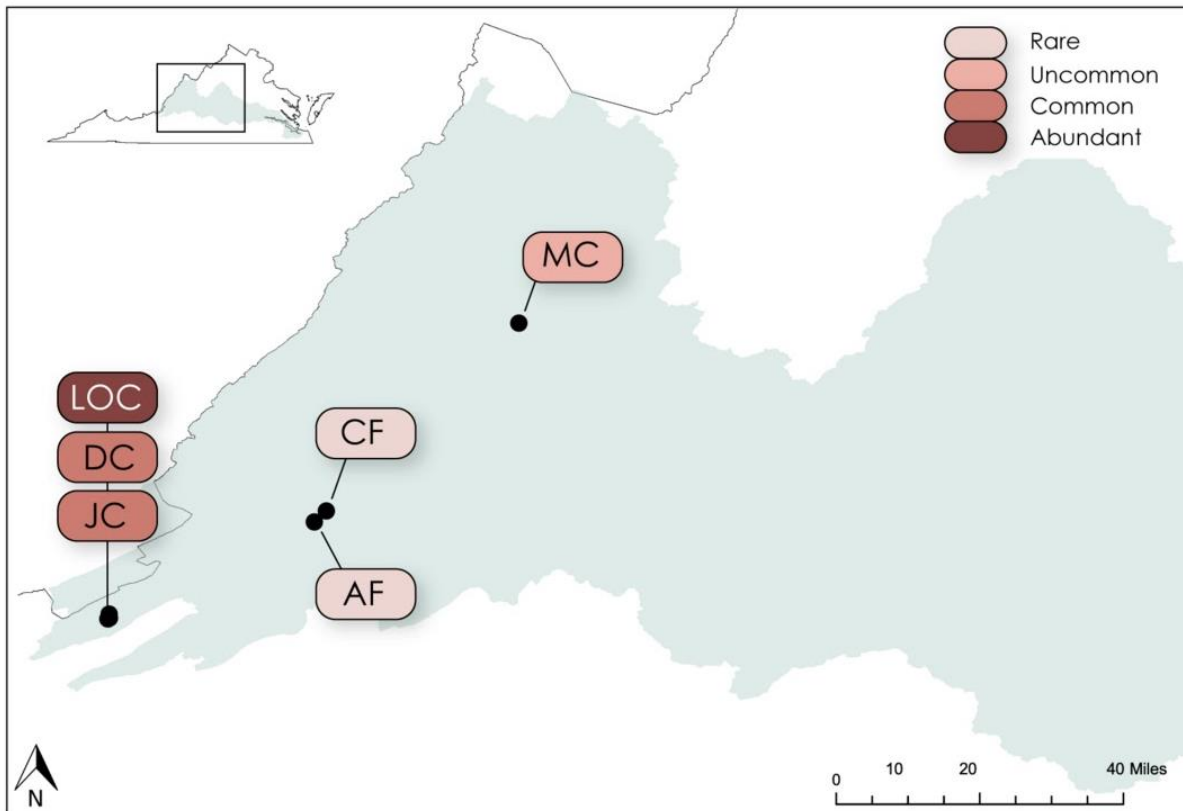 Rare
Uncommon
Common
Abundant
MC
LOC
CF
DC
JC
AF
N
0 10 20 40 Miles